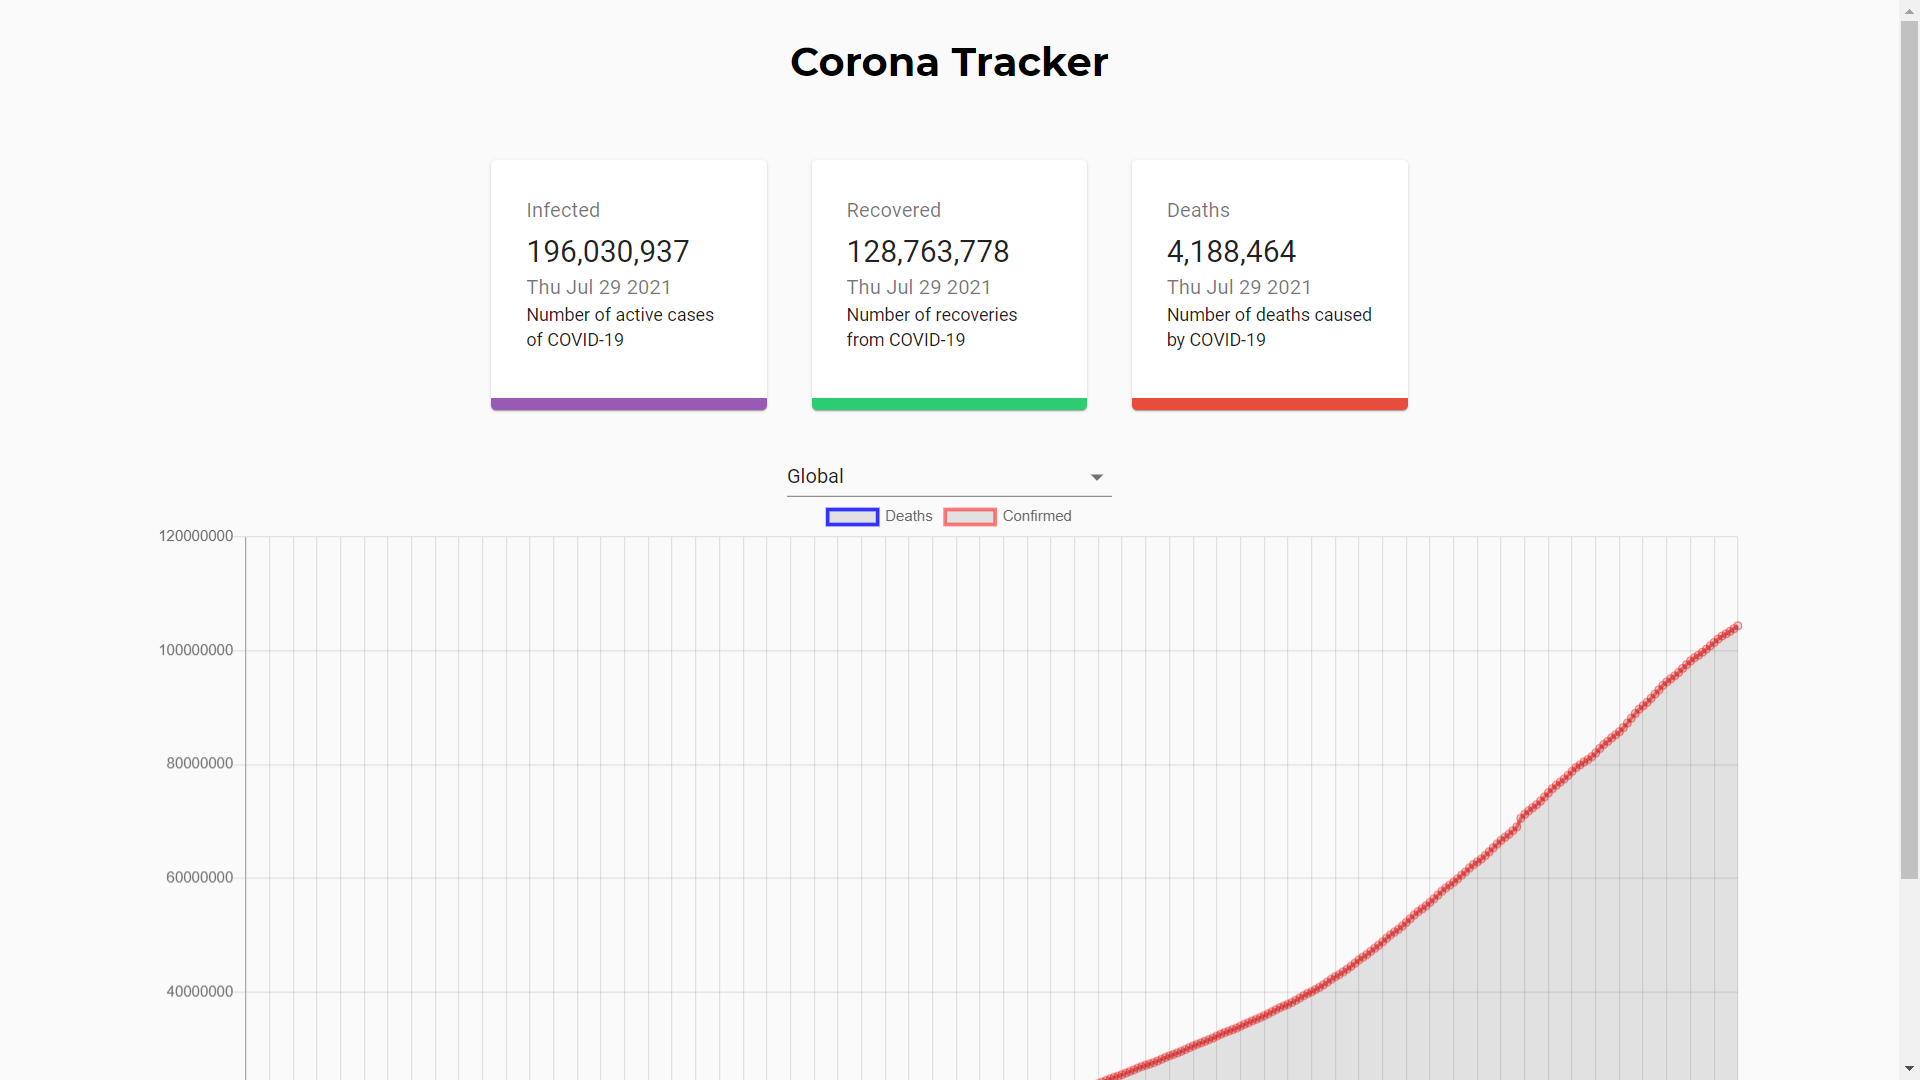 Corona Tracker
Infected
196,030,937
Thu Jul 29 2021
Number of active cases
of COVID-19
Recovered
128,763,778
Thu Jul 29 2021
Number of recoveries
from COVID-19
Deaths
4,188,464
Thu Jul 29 2021
Number of deaths caused
by COVID-19
Global
Deaths
Confirmed
120000000
100000000
80000000
60000000
40000000